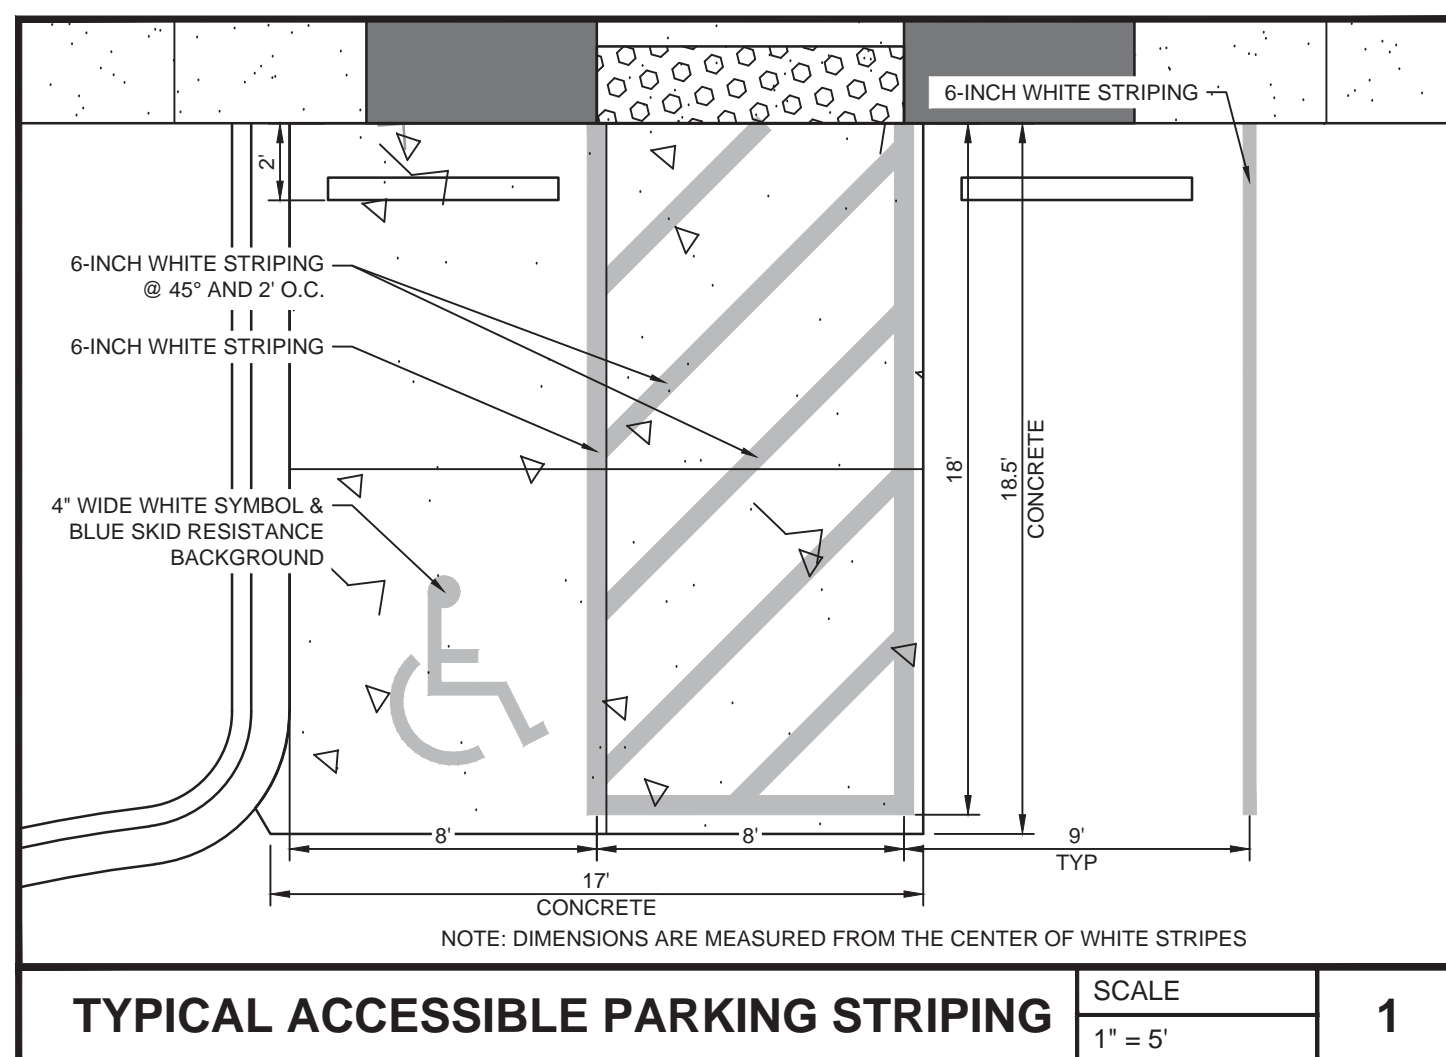 6-INCH WHITE STRIPING
2'
6-INCH WHITE STRIPING
@ 45° AND 2' O.C.
6-INCH WHITE STRIPING
18'
18.5'
CONCRETE
4" WIDE WHITE SYMBOL &
BLUE SKID RESISTANCE
BACKGROUND
8'
8'
9'
TYP
17'
CONCRETE
NOTE: DIMENSIONS ARE MEASURED FROM THE CENTER OF WHITE STRIPES
TYPICAL ACCESSIBLE PARKING STRIPING
SCALE
1" = 5'
1